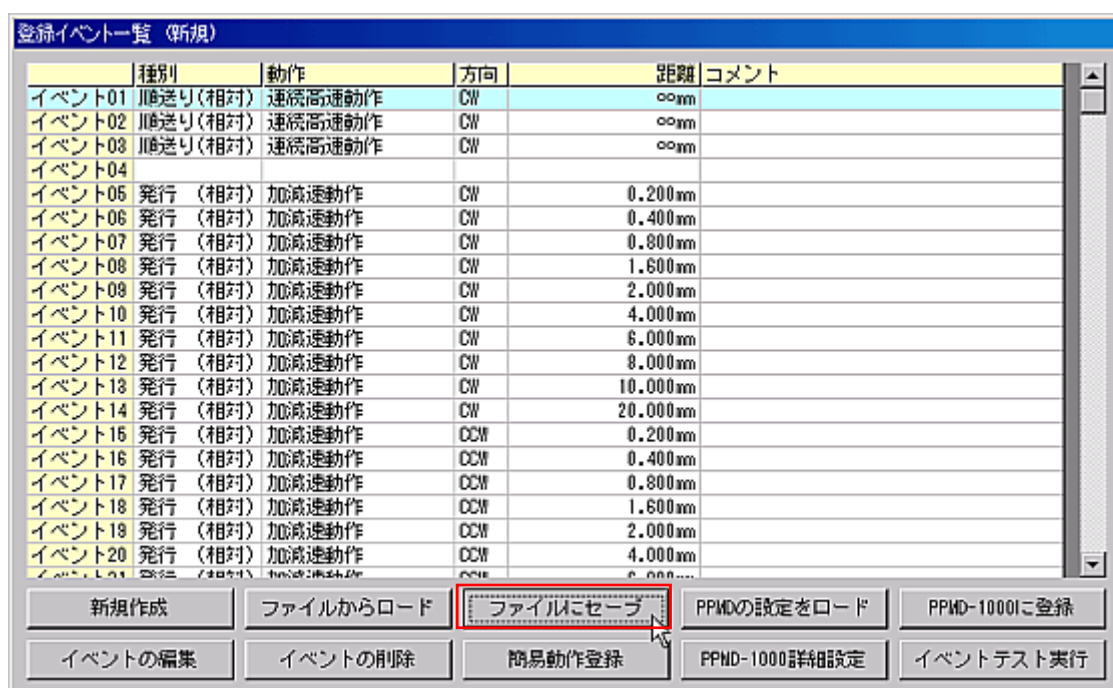 登録イベント一覧 （新規）
種別 動作 方向 距離 コメント
イベント01 順送り(相対) 連続高速動作 CW ∞mm
イベント02 順送り(相対) 連続高速動作 CW ∞mm
イベント03 順送り(相対) 連続高速動作 CW ∞mm
イベント04
イベント05 発行 (相対) 加減速動作 CW 0.200mm
イベント06 発行 (相対) 加減速動作 CW 0.400mm
イベント07 発行 (相対) 加減速動作 CW 0.800mm
イベント08 発行 (相対) 加減速動作 CW 1.600mm
イベント09 発行 (相対) 加減速動作 CW 2.000mm
イベント10 発行 (相対) 加減速動作 CW 4.000mm
イベント11 発行 (相対) 加減速動作 CW 6.000mm
イベント12 発行 (相対) 加減速動作 CW 8.000mm
イベント13 発行 (相対) 加減速動作 CW 10.000mm
イベント14 発行 (相対) 加減速動作 CW 20.000mm
イベント15 発行 (相対) 加減速動作 CCW 0.200mm
イベント16 発行 (相対) 加減速動作 CCW 0.400mm
イベント17 発行 (相対) 加減速動作 CCW 0.800mm
イベント18 発行 (相対) 加減速動作 CCW 1.600mm
イベント19 発行 (相対) 加減速動作 CCW 2.000mm
イベント20 発行 (相対) 加減速動作 CCW 4.000mm
新規作成 ファイルからロード ファイルにセーブ PPMDの設定をロード PPMD-1000に登録
イベントの編集 イベントの削除 簡易動作登録 PPMD-1000詳細設定 イベントテスト実行